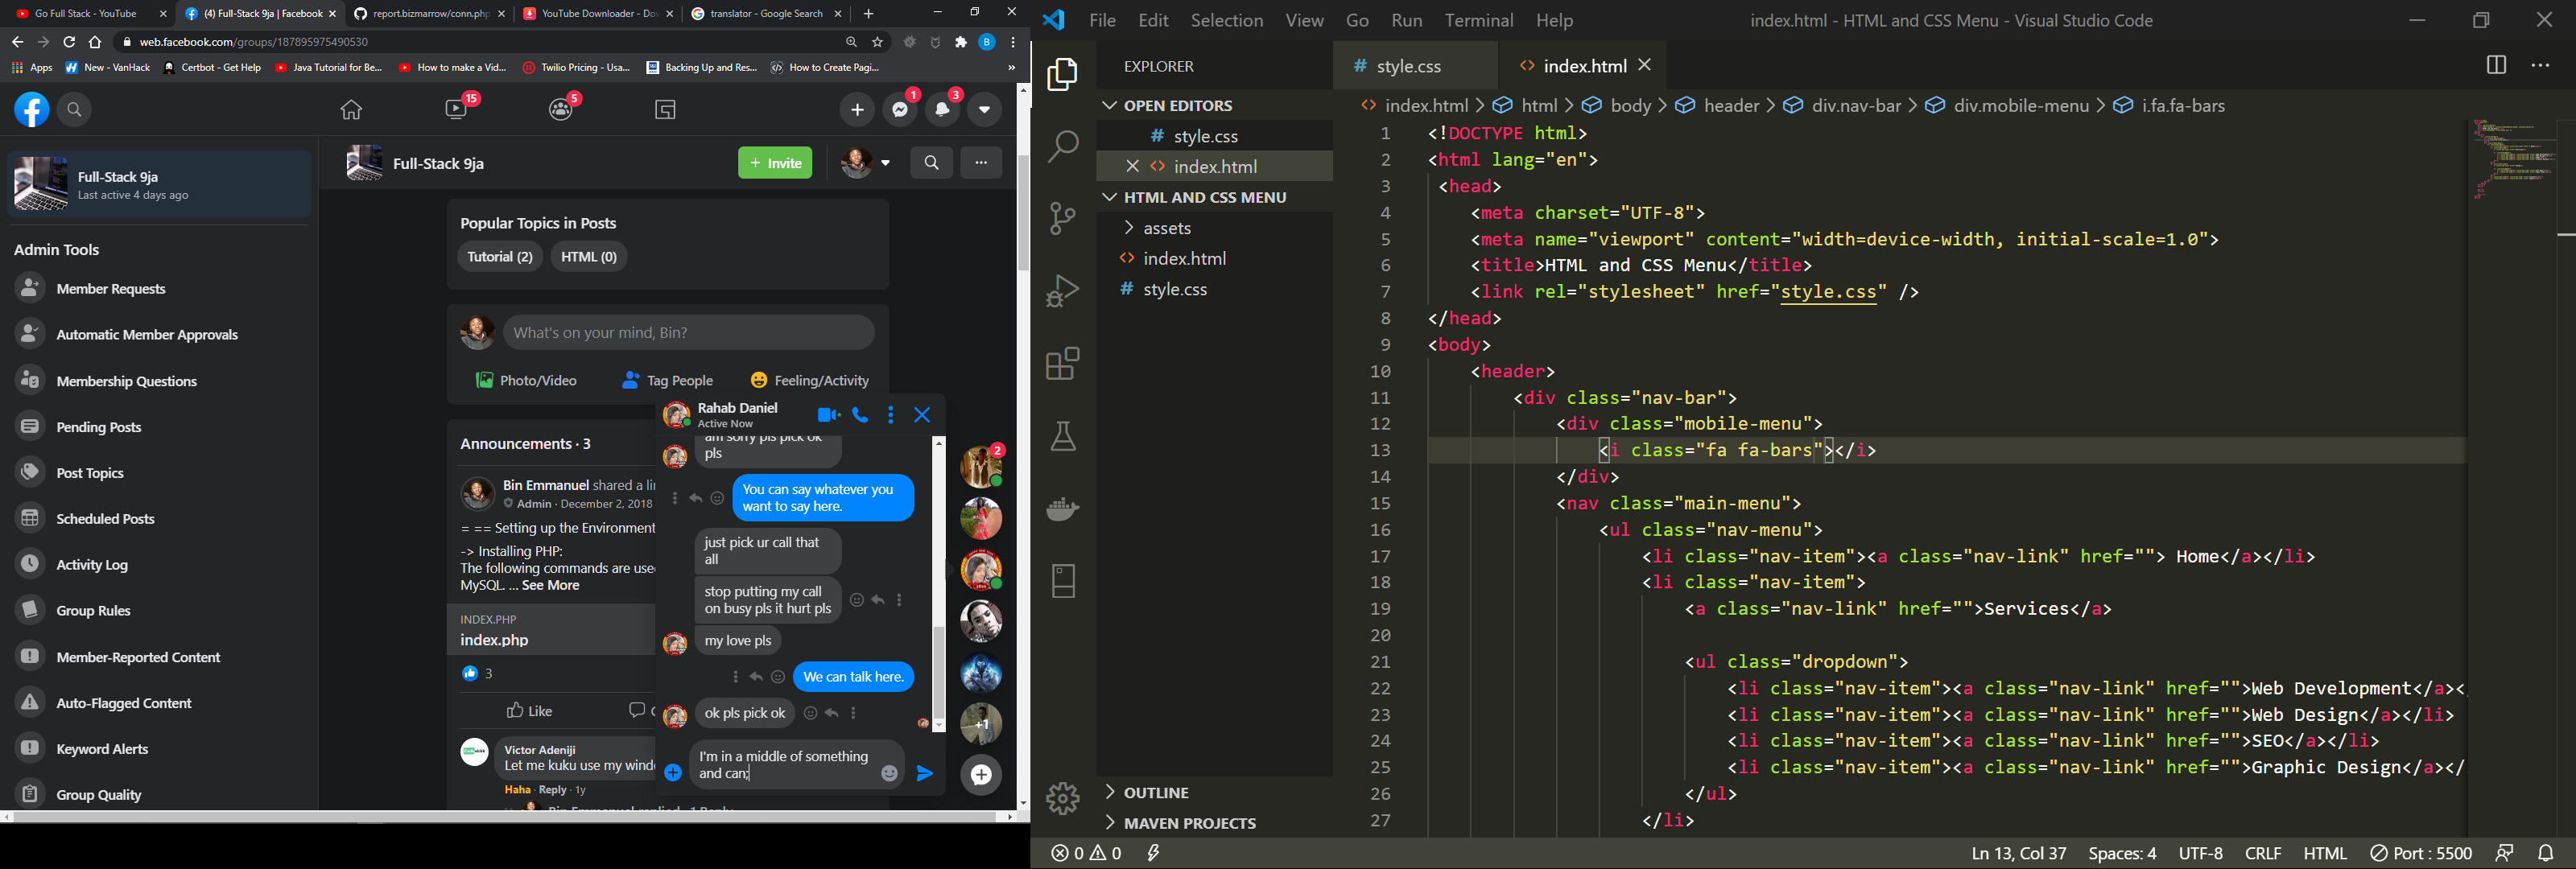 Go Full Stack - YouTube
(4) Full-Stack 9ja | Facebook
report.bizmarrow/conn.php
YouTube Downloader - Do
translator - Google Search
web.facebook.com/groups/187895975490530
Apps
New - VanHack
Certbot - Get Help
Java Tutorial for Be...
How to make a Vid...
Twilio Pricing - Usa...
Backing Up and Res...
How to Create Pagi...
15
5
1
3
Full-Stack 9ja
Last active 4 days ago
Admin Tools
Member Requests
Automatic Member Approvals
Membership Questions
Pending Posts
Post Topics
Scheduled Posts
Activity Log
Group Rules
Member-Reported Content
Auto-Flagged Content
Keyword Alerts
Group Quality
Full-Stack 9ja
+ Invite
Popular Topics in Posts
Tutorial (2)
HTML (0)
What's on your mind, Bin?
Photo/Video
Tag People
Feeling/Activity
Announcements · 3
Bin Emmanuel shared a li
Admin · December 2, 2018
= == Setting up the Environment
-> Installing PHP:
The following commands are use
MySQL. ... See More
INDEX.PHP
index.php
3
Like
Victor Adeniji
Let me kuku use my wind
Haha · Reply · 1y
Bin Emmanuel replied · 1 Reply
Rahab Daniel
Active Now
am sorry pls pick ok
pls
You can say whatever you
want to say here.
just pick ur call that
all
stop putting my call
on busy pls it hurt pls
my love pls
We can talk here.
ok pls pick ok
I'm in a middle of something
and can;
2
+1
File Edit Selection View Go Run Terminal Help
index.html - HTML and CSS Menu - Visual Studio Code
EXPLORER
OPEN EDITORS
# style.css
<> index.html
HTML AND CSS MENU
assets
<> index.html
# style.css
OUTLINE
MAVEN PROJECTS
# style.css
<> index.html
<> index.html > html > body > header > div.nav-bar > div.mobile-menu > i.fa.fa-bars
1 <!DOCTYPE html>
2 <html lang="en">
3 <head>
4 <meta charset="UTF-8">
5 <meta name="viewport" content="width=device-width, initial-scale=1.0">
6 <title>HTML and CSS Menu</title>
7 <link rel="stylesheet" href="style.css" />
8 </head>
9 <body>
10 <header>
11 <div class="nav-bar">
12 <div class="mobile-menu">
13 <i class="fa fa-bars"></i>
14 </div>
15 <nav class="main-menu">
16 <ul class="nav-menu">
17 <li class="nav-item"><a class="nav-link" href=""> Home</a></li>
18 <li class="nav-item">
19 <a class="nav-link" href="">Services</a>
20
21 <ul class="dropdown">
22 <li class="nav-item"><a class="nav-link" href="">Web Development</a><
23 <li class="nav-item"><a class="nav-link" href="">Web Design</a></li>
24 <li class="nav-item"><a class="nav-link" href="">SEO</a></li>
25 <li class="nav-item"><a class="nav-link" href="">Graphic Design</a></
26 </ul>
27 </li>
0 0
Ln 13, Col 37
Spaces: 4
UTF-8
CRLF
HTML
Port : 5500